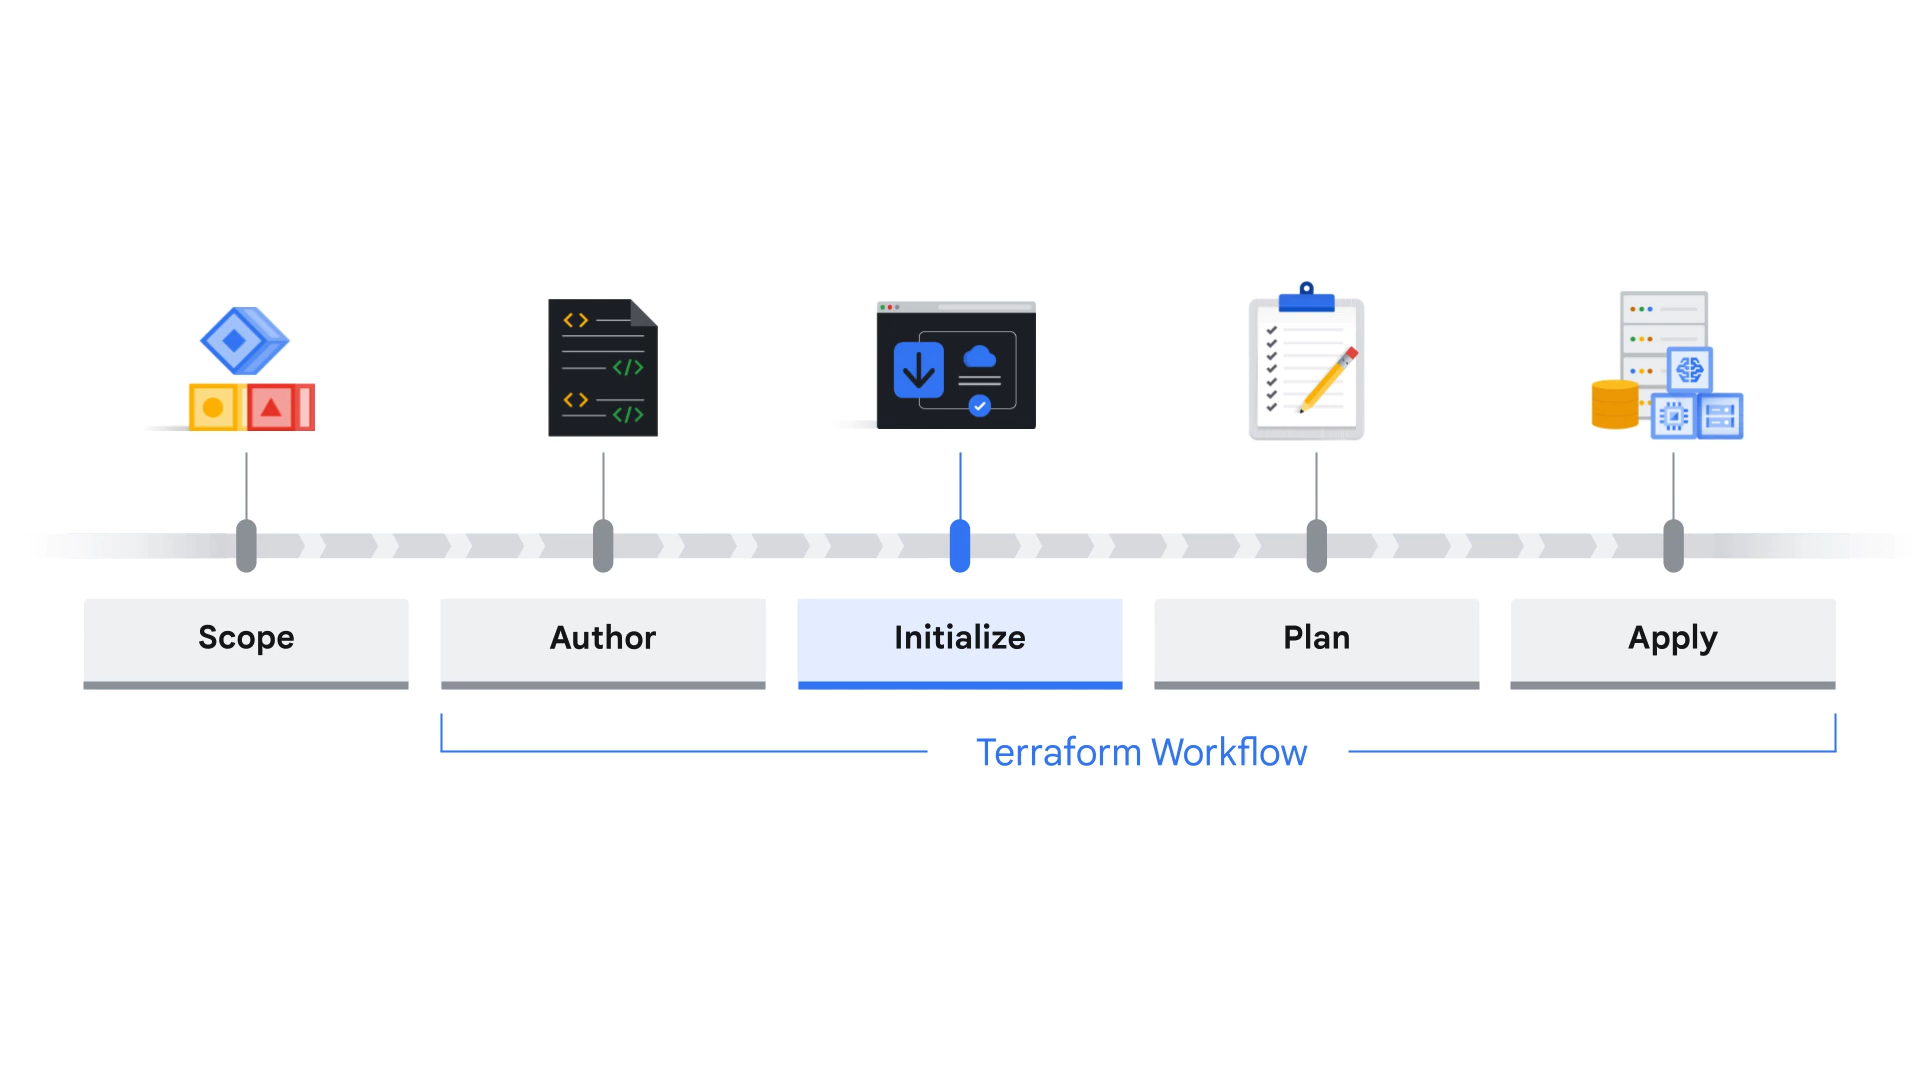 Scope
Author
Initialize
Plan
Apply
Terraform Workflow